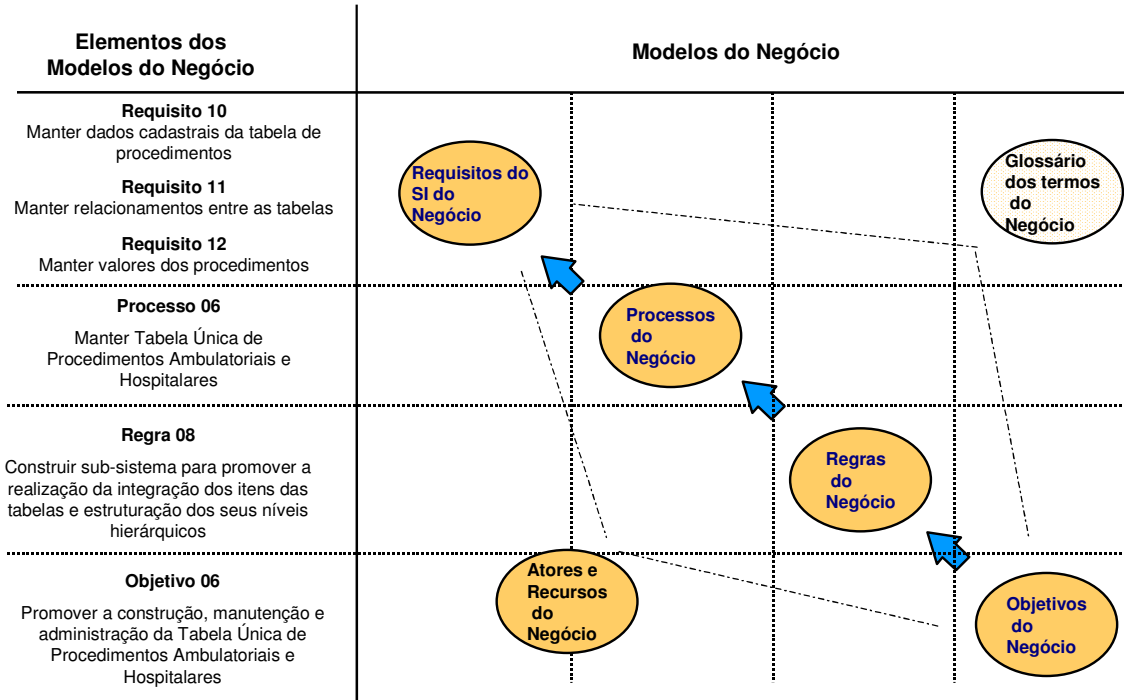 Elementos dos
Modelos do Negócio
Modelos do Negócio
Requisito 10
Manter dados cadastrais da tabela de
procedimentos
Requisito 11
Manter relacionamentos entre as tabelas
Requisito 12
Manter valores dos procedimentos
Requisitos do
SI do
Negócio
Glossário
dos termos
do
Negócio
Processo 06
Manter Tabela Única de
Procedimentos Ambulatoriais e
Hospitalares
Processos
do
Negócio
Regra 08
Construir sub-sistema para promover a
realização da integração dos itens das
tabelas e estruturação dos seus níveis
hierárquicos
Regras
do
Negócio
Objetivo 06
Promover a construção, manutenção e
administração da Tabela Única de
Procedimentos Ambulatoriais e
Hospitalares
Atores e
Recursos
do
Negócio
Objetivos
do
Negócio